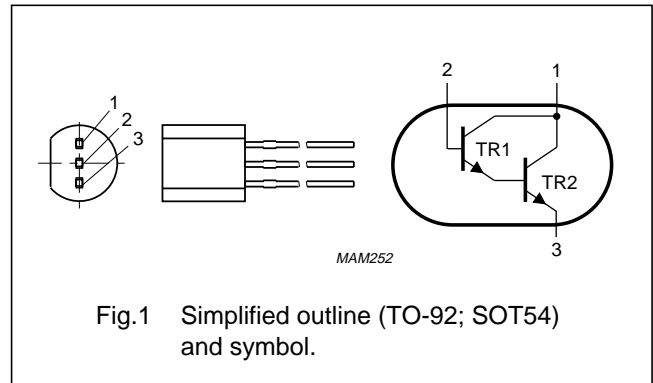 1
2
3
2
1
TR1
TR2
3
MAM252
Fig.1 Simplified outline (TO-92; SOT54)
and symbol.